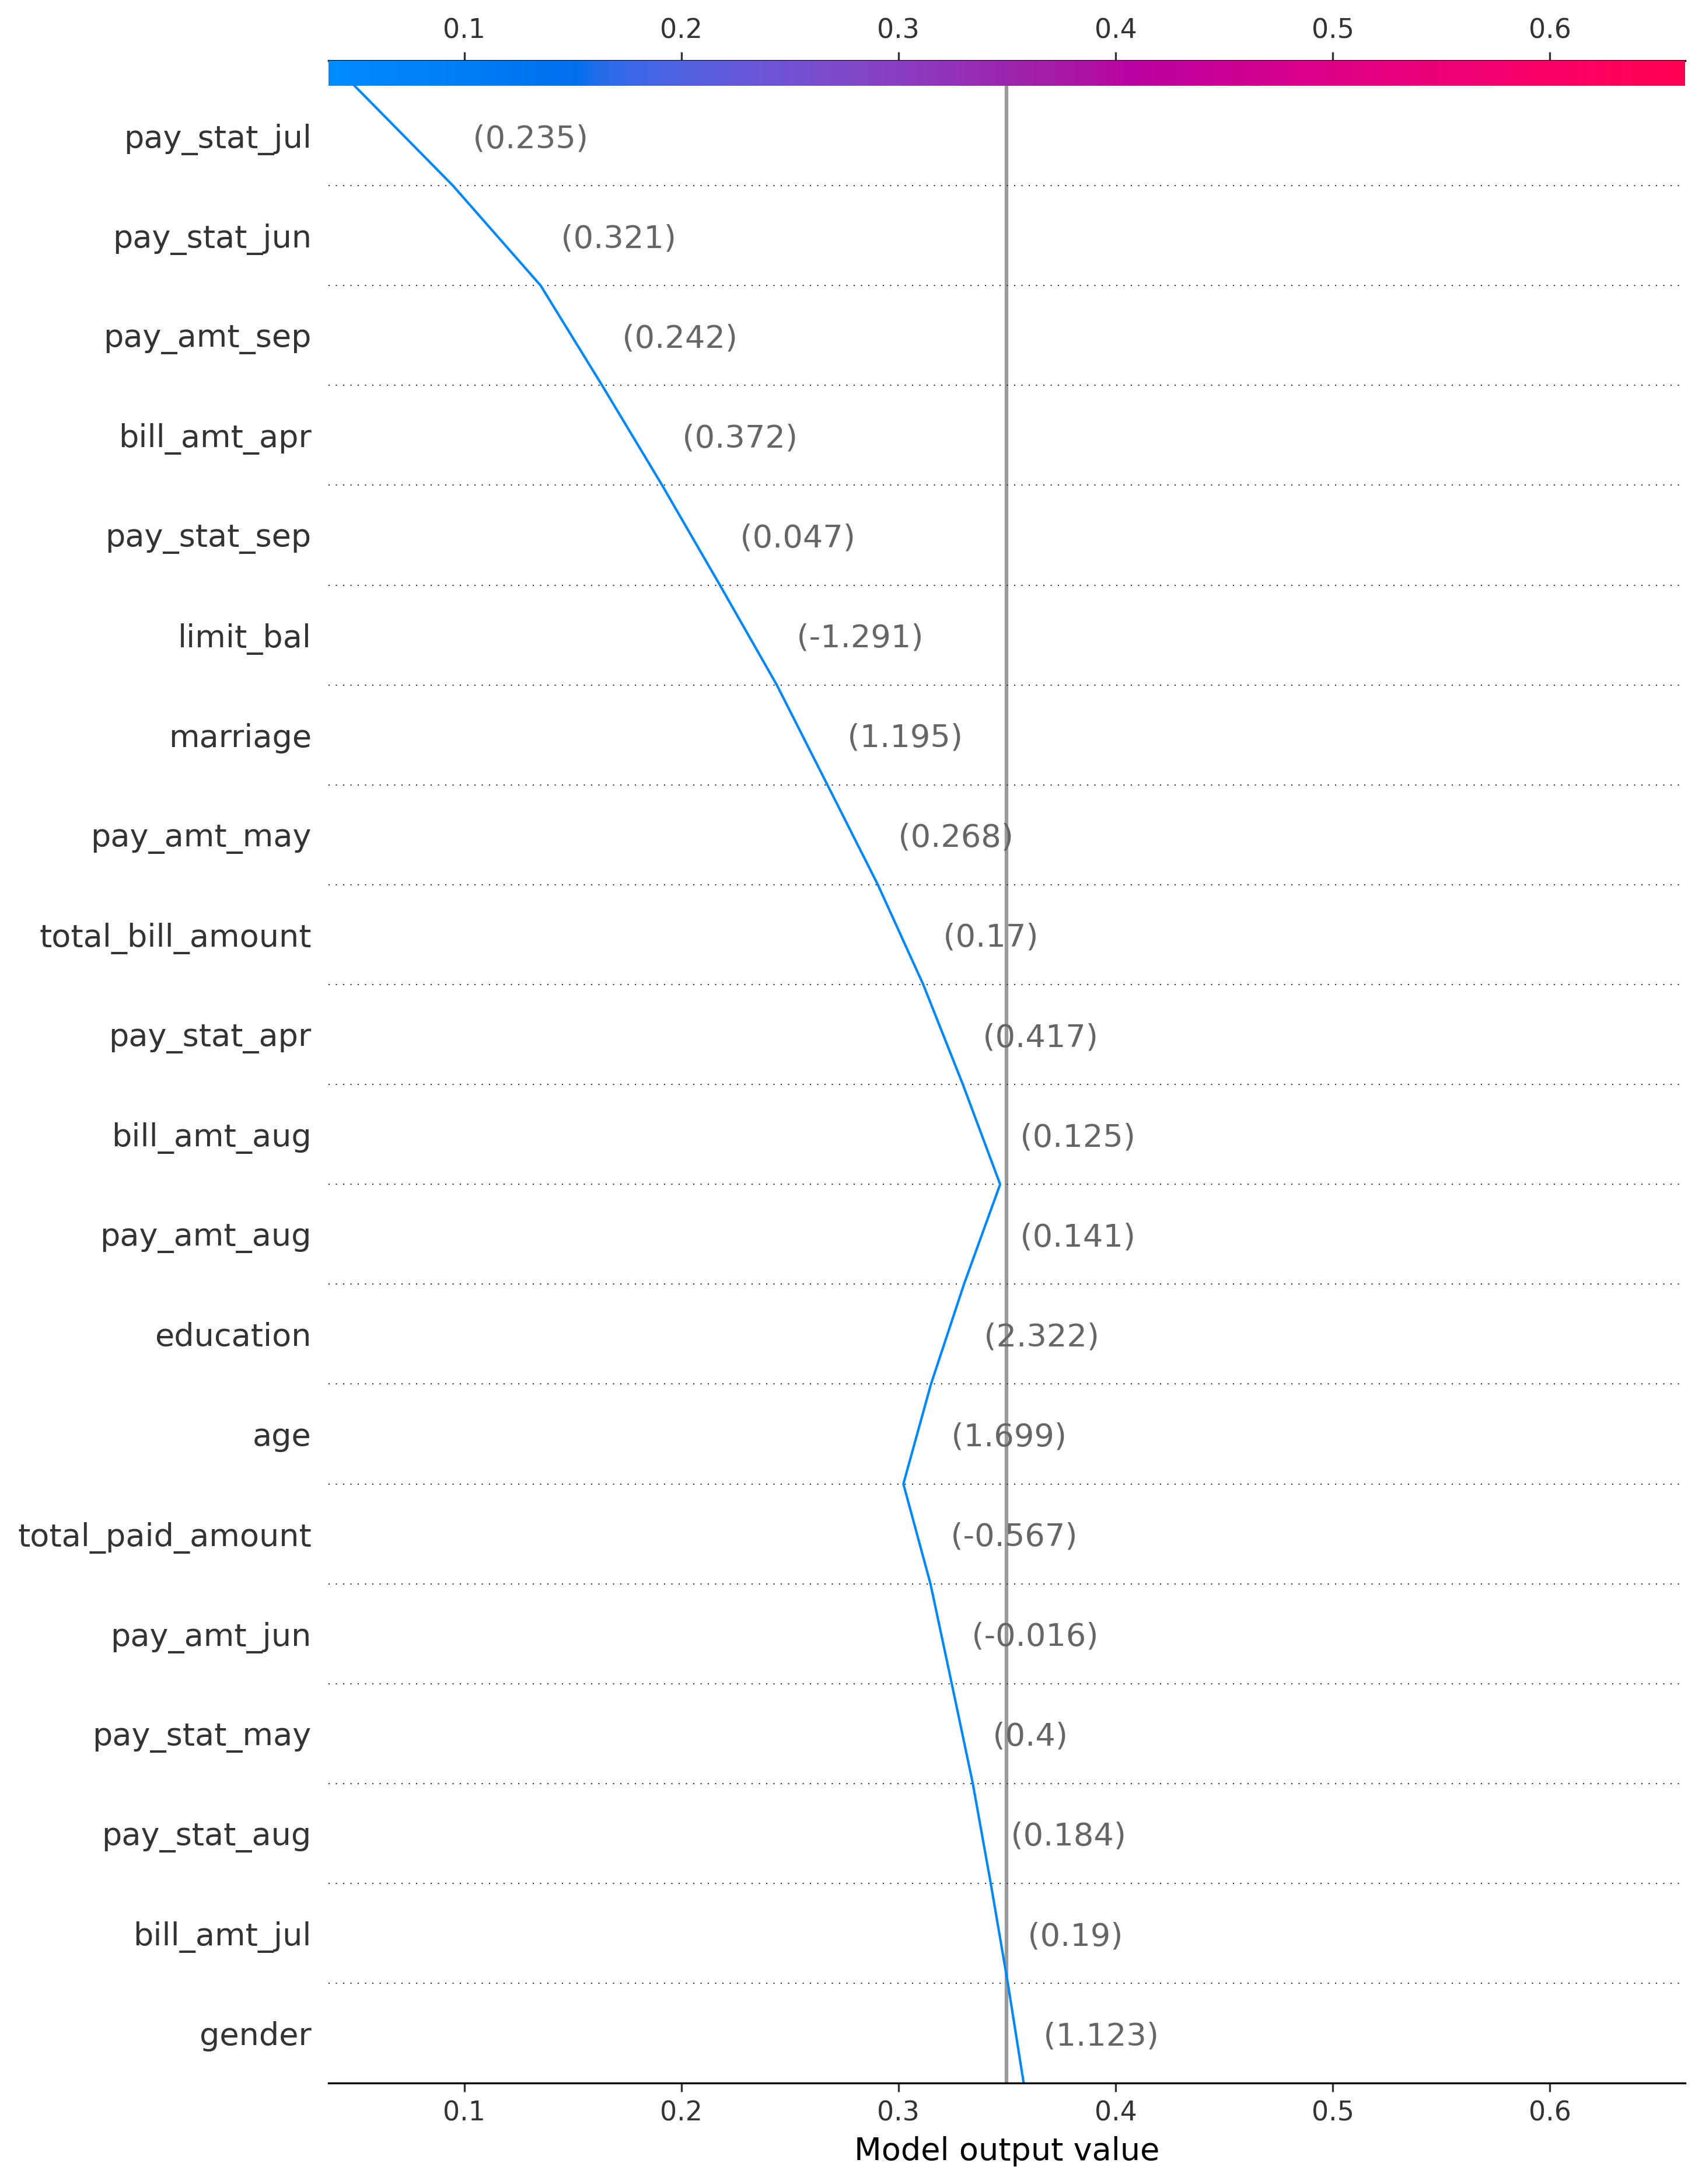 0.1 0.2 0.3 0.4 0.5 0.6
pay_stat_jul (0.235)
pay_stat_jun (0.321)
pay_amt_sep (0.242)
bill_amt_apr (0.372)
pay_stat_sep (0.047)
limit_bal (-1.291)
marriage (1.195)
pay_amt_may (0.268)
total_bill_amount (0.17)
pay_stat_apr (0.417)
bill_amt_aug (0.125)
pay_amt_aug (0.141)
education (2.322)
age (1.699)
total_paid_amount (-0.567)
pay_amt_jun (-0.016)
pay_stat_may (0.4)
pay_stat_aug (0.184)
bill_amt_jul (0.19)
gender (1.123)
0.1 0.2 0.3 0.4 0.5 0.6
Model output value